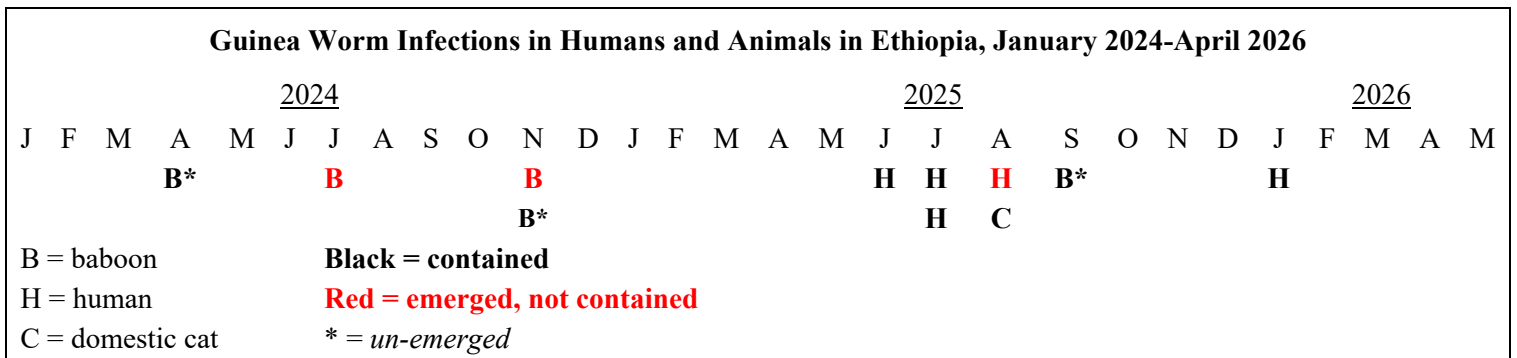 Guinea Worm Infections in Humans and Animals in Ethiopia, January 2024-April 2026
2024 2025 2026
J F M A M J J A S O N D J F M A M J J A S O N D J F M A M
B* B B H H H B* H
B* H C
B = baboon Black = contained
H = human Red = emerged, not contained
C = domestic cat * = un-emerged